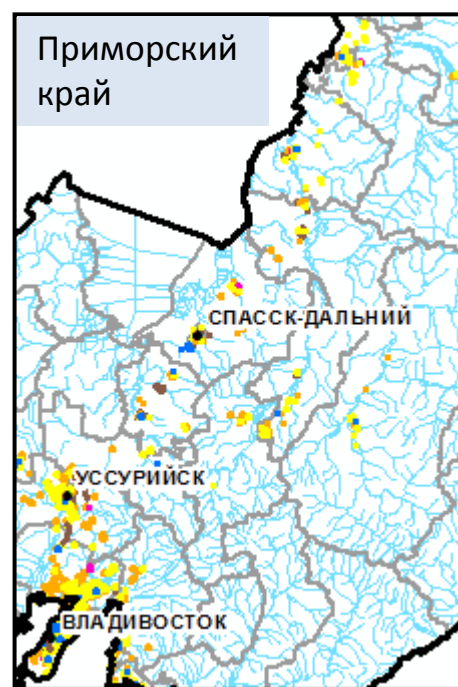 Приморский
край
СПАССК-ДАЛЬНИЙ
УССУРИЙСК
ВЛАДИВОСТОК